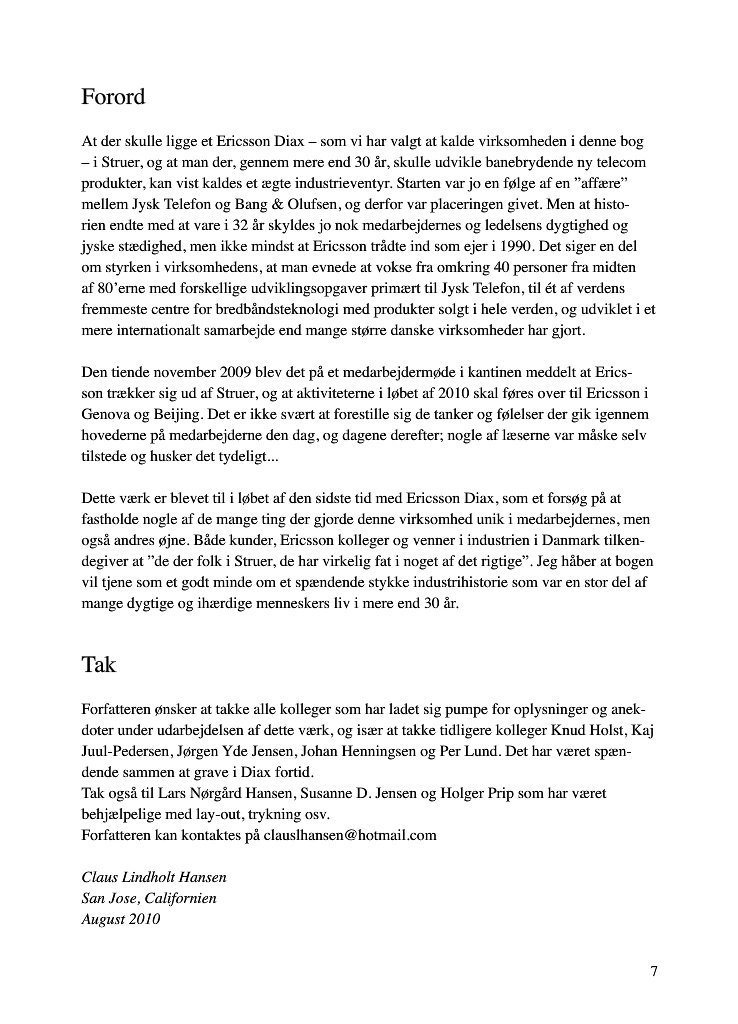 Forord
At der skulle ligge et Ericsson Diax – som vi har valgt at kalde virksomheden i denne bog
– i Struer, og at man der, gennem mere end 30 år, skulle udvikle banebrydende ny telecom
produkter, kan vist kaldes et ægte industrieventyr. Starten var jo en følge af en ”affære”
mellem Jysk Telefon og Bang & Olufsen, og derfor var placeringen givet. Men at histo-
rien endte med at vare i 32 år skyldes jo nok medarbejdernes og ledelsens dygtighed og
jyske stædighed, men ikke mindst at Ericsson trådte ind som ejer i 1990. Det siger en del
om styrken i virksomhedens, at man evnede at vokse fra omkring 40 personer fra midten
af 80’erne med forskellige udviklingsopgaver primært til Jysk Telefon, til ét af verdens
fremmeste centre for bredbåndsteknologi med produkter solgt i hele verden, og udviklet i et
mere internationalt samarbejde end mange større danske virksomheder har gjort.
Den tiende november 2009 blev det på et medarbejdermøde i kantinen meddelt at Erics-
son trækker sig ud af Struer, og at aktiviteterne i løbet af 2010 skal føres over til Ericsson i
Genova og Beijing. Det er ikke svært at forestille sig de tanker og følelser der gik igennem
hovederne på medarbejderne den dag, og dagene derefter; nogle af læserne var måske selv
tilstede og husker det tydeligt...
Dette værk er blevet til i løbet af den sidste tid med Ericsson Diax, som et forsøg på at
fastholde nogle af de mange ting der gjorde denne virksomhed unik i medarbejdernes, men
også andres øjne. Både kunder, Ericsson kolleger og venner i industrien i Danmark tilken-
degiver at ”de der folk i Struer, de har virkelig fat i noget af det rigtige”. Jeg håber at bogen
vil tjene som et godt minde om et spændende stykke industrihistorie som var en stor del af
mange dygtige og ihærdige menneskers liv i mere end 30 år.
Tak
Forfatteren ønsker at takke alle kolleger som har ladet sig pumpe for oplysninger og anek-
doter under udarbejdelsen af dette værk, og især at takke tidligere kolleger Knud Holst, Kaj
Juul-Pedersen, Jørgen Yde Jensen, Johan Henningsen og Per Lund. Det har været spæn-
dende sammen at grave i Diax fortid.
Tak også til Lars Nørgård Hansen, Susanne D. Jensen og Holger Prip som har været
behjælpelige med lay-out, trykning osv.
Forfatteren kan kontaktes på clauslhansen@hotmail.com
Claus Lindholt Hansen
San Jose, Californien
August 2010
7